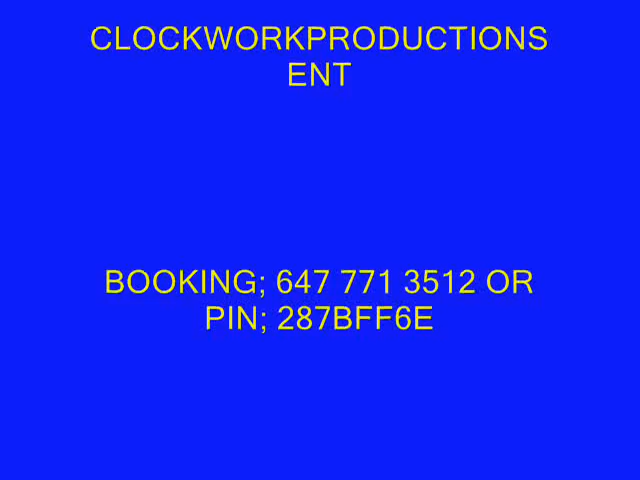 CLOCKWORKPRODUCTIONS
ENT
BOOKING; 647 771 3512 OR
PIN; 287BFF6E